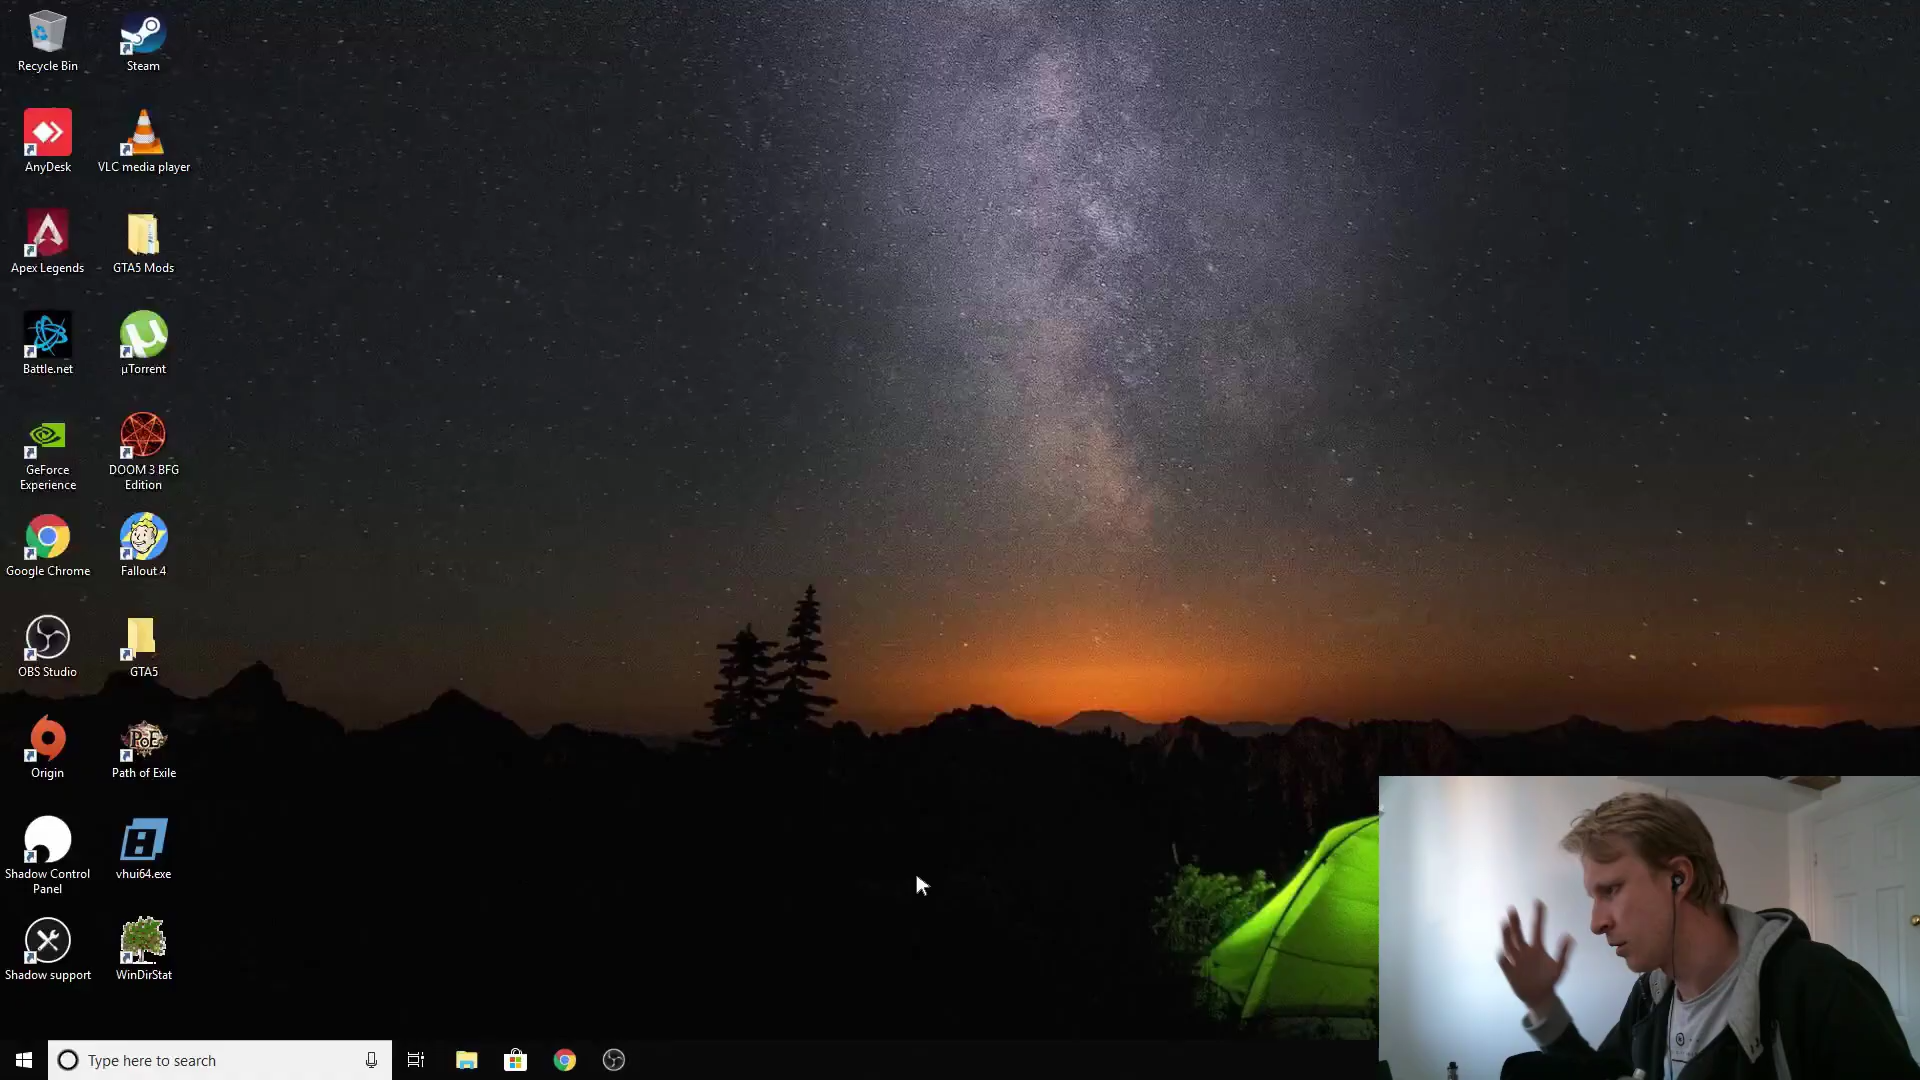 Recycle Bin
Steam
AnyDesk
VLC media player
Apex Legends
GTA5 Mods
Battle.net
µTorrent
GeForce
Experience
DOOM 3 BFG
Edition
Google Chrome
Fallout 4
OBS Studio
GTA5
Origin
PoE
Path of Exile
Shadow Control
Panel
vhui64.exe
Shadow support
WinDirStat
Type here to search